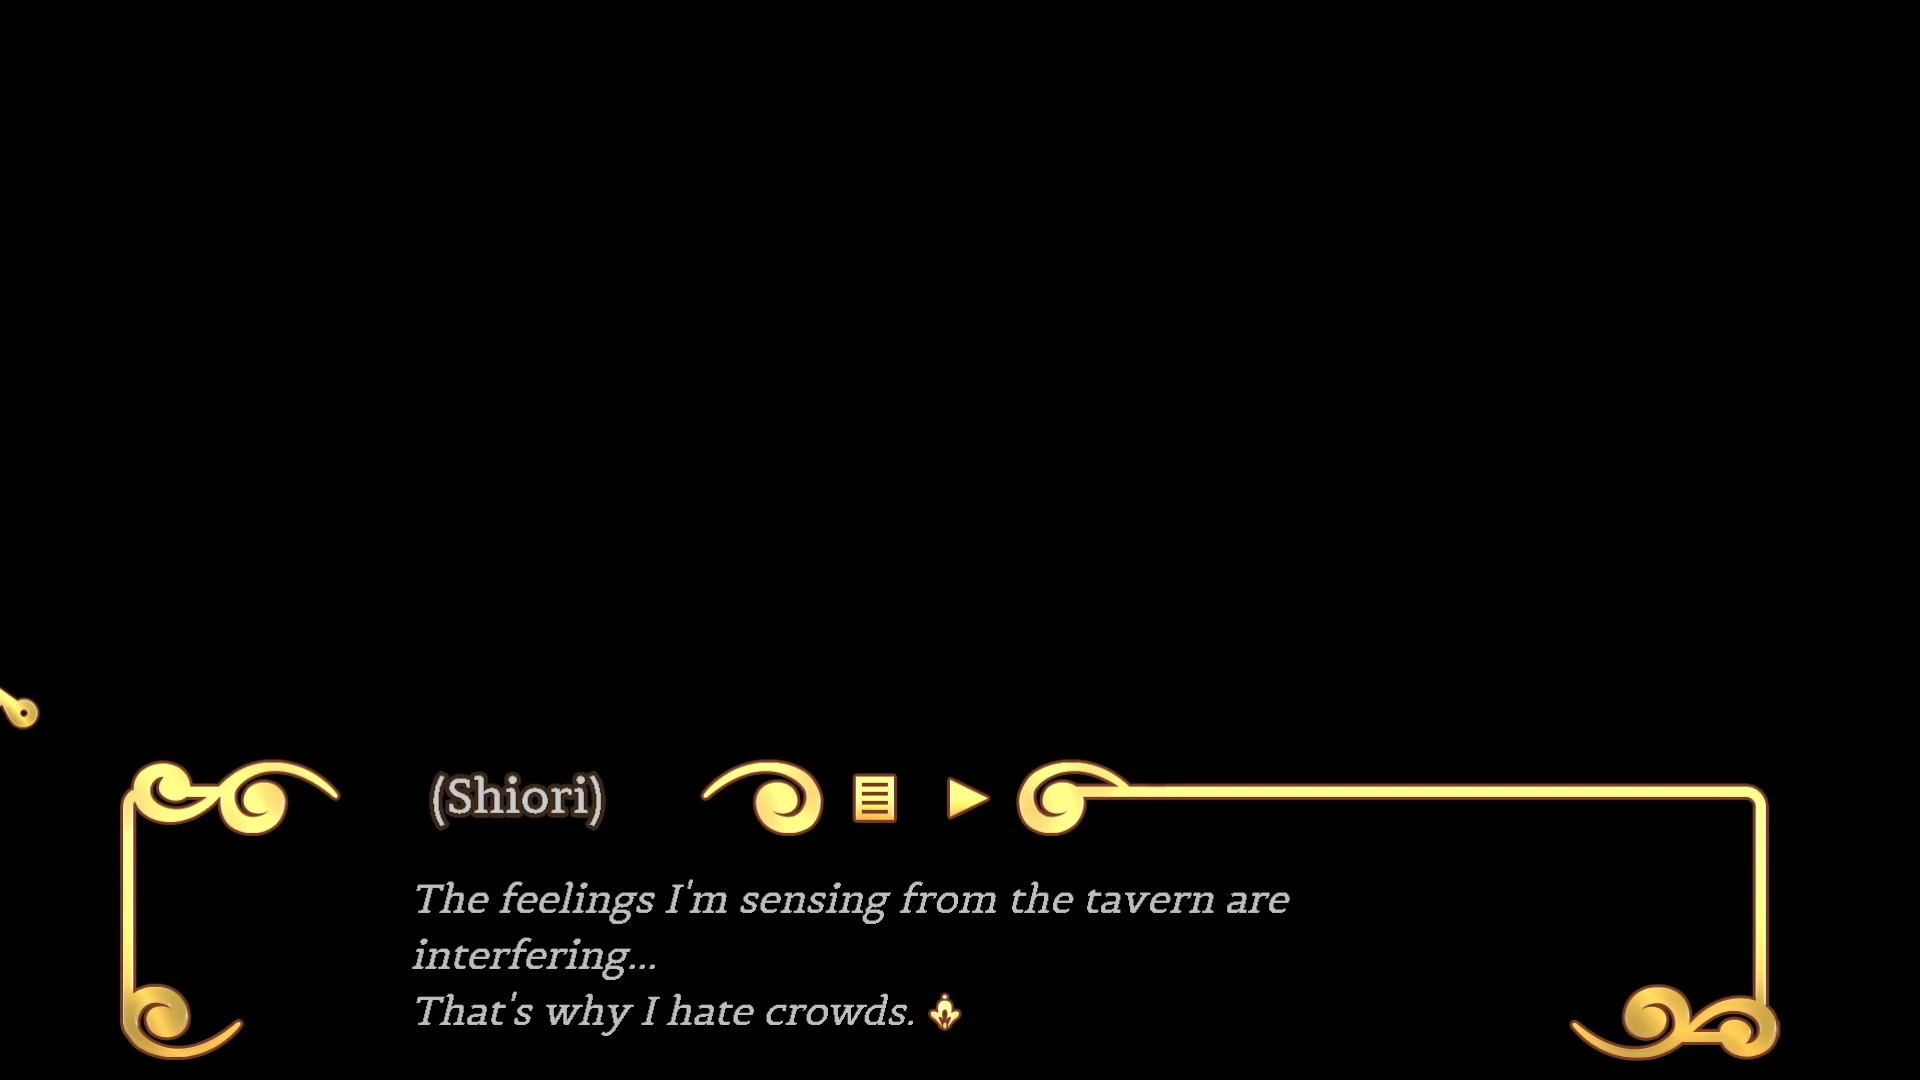 (Shiori)
The feelings I'm sensing from the tavern are
interfering...
That's why I hate crowds.